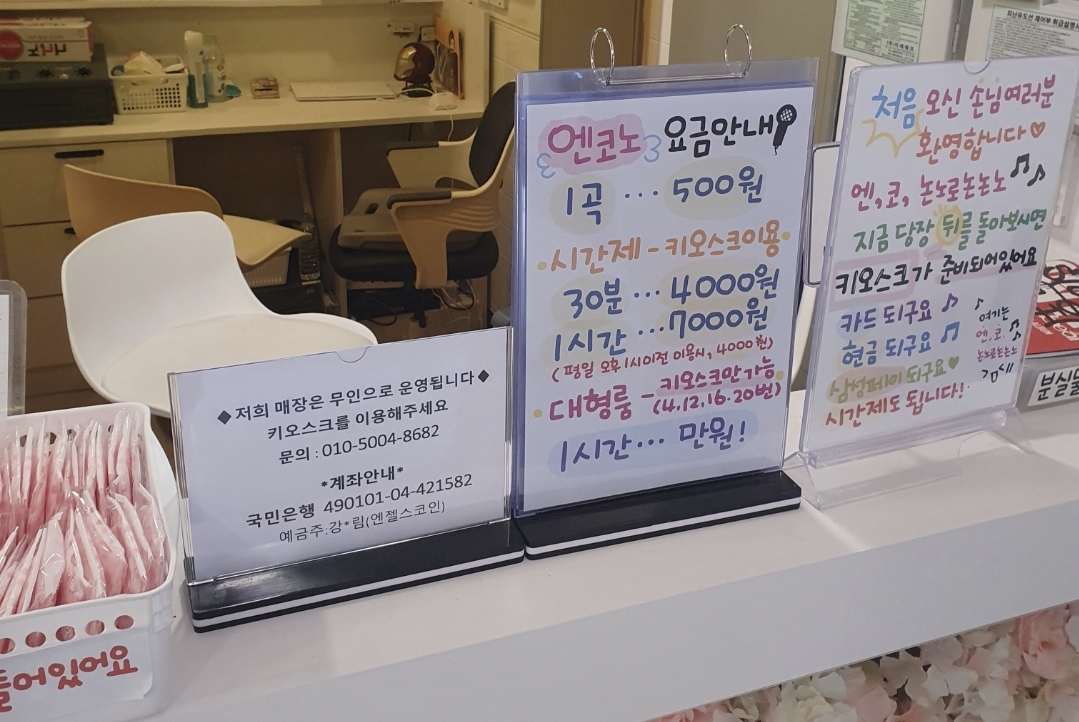 ◆저희 매장은 무인으로 운영됩니다◆
키오스크를 이용해주세요
문의 : 010-5004-8682
*계좌안내*
국민은행 490101-04-421582
예금주:강*림(엔젤스코인)
엔코노 요금안내
1곡 ... 500원
시간제 - 키오스크이용
30분 ... 4000원
1시간 ... 7000원
(평일 오후 1시이전 이용시, 4000원)
대형룸 - 키오스크만 가능
(4.12.16.20번)
1시간 ... 만원!
처음 오신 손님여러분
환영합니다♡
엔, 코, 논노로논논노
지금 당장 뒤를 돌아보시면
키오스크가 준비되어있어요
카드 되구요
현금 되구요
삼성페이 되구요♥
시간제도 됩니다!
여기는
엔, 코.
논노로논논노
들어있어요
분실물